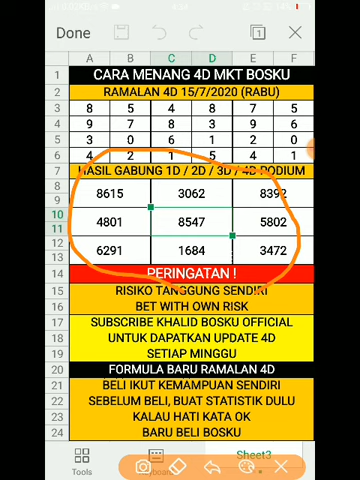 Done
1
A B C D E F
1 CARA MENANG 4D MKT BOSKU
2 RAMALAN 4D 15/7/2020 (RABU)
3 8 5 4 8 7 5
4 9 7 8 3 9 6
5 3 0 6 1 2 0
6 4 2 1 5 4 1
7 HASIL GABUNG 1D / 2D / 3D / 4D PODIUM
8
8615 3062 8392
9
10
4801 8547 5802
11
12
6291 1684 3472
13
14 PERINGATAN !
15 RISIKO TANGGUNG SENDIRI
16 BET WITH OWN RISK
17 SUBSCRIBE KHALID BOSKU OFFICIAL
18 UNTUK DAPATKAN UPDATE 4D
19 SETIAP MINGGU
20 FORMULA BARU RAMALAN 4D
21 BELI IKUT KEMAMPUAN SENDIRI
22 SEBELUM BELI, BUAT STATISTIK DULU
23 KALAU HATI KATA OK
24 BARU BELI BOSKU
Tools
Sheet3